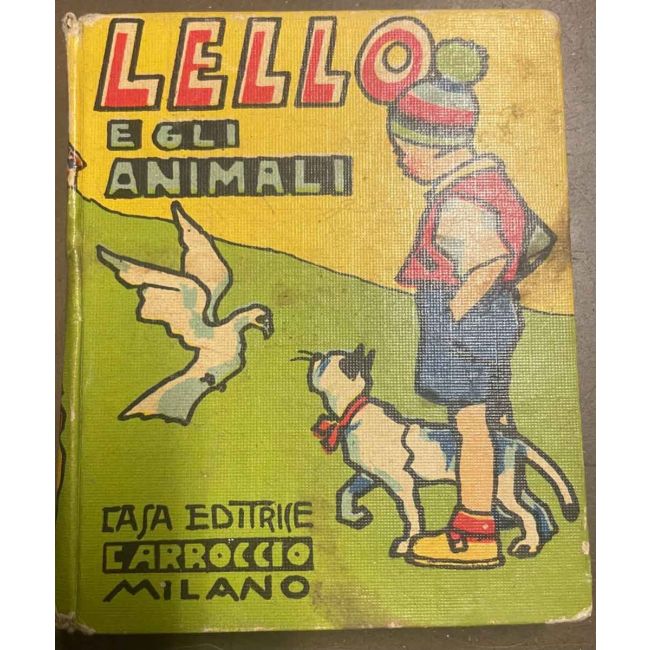 LELLO
E GLI
ANIMALI
CASA EDITRICE
CARROCCIO
MILANO